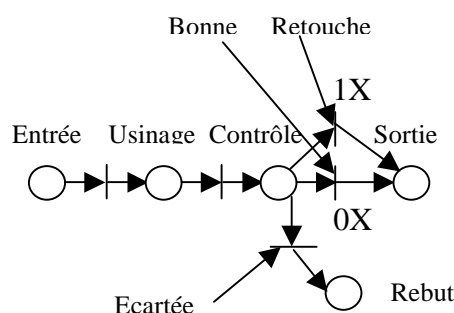 Bonne Retouche
1X
Entrée Usinage Contrôle Sortie
0X
Rebut
Ecartée